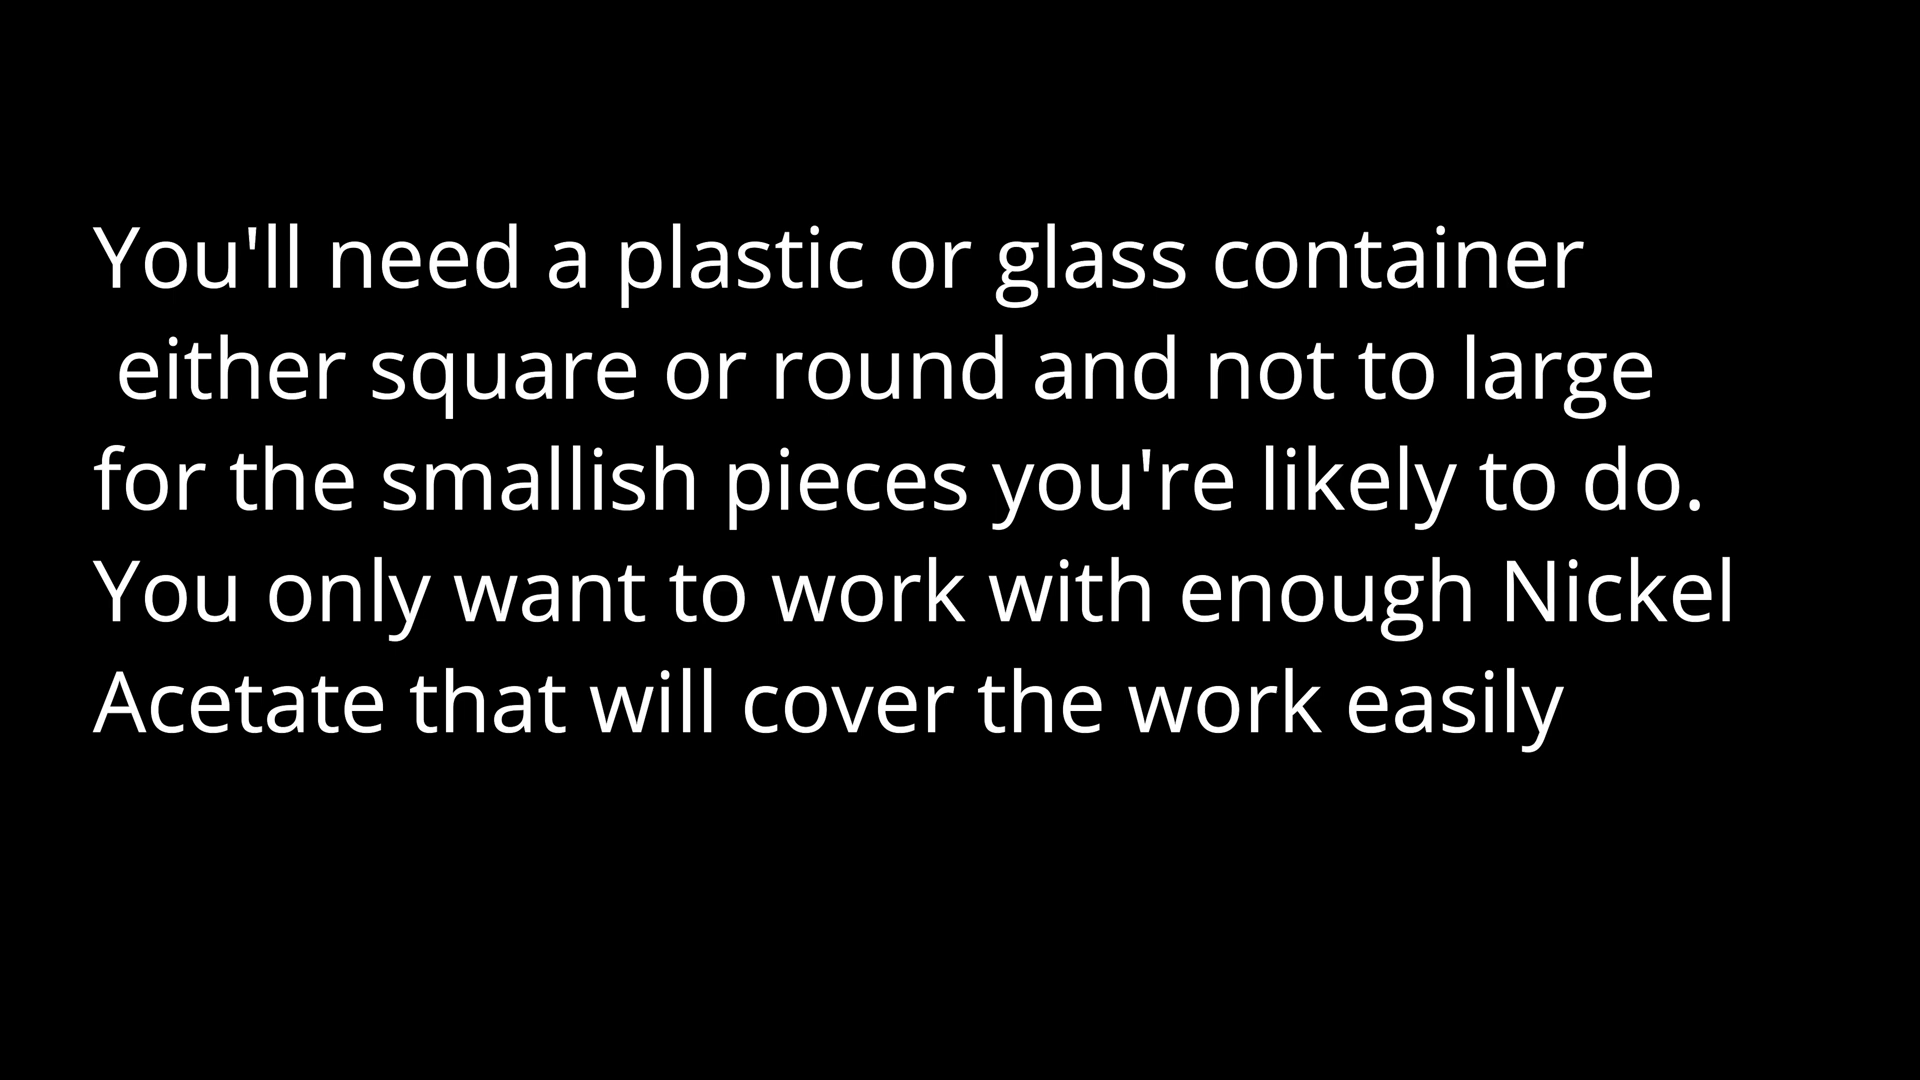 You'll need a plastic or glass container
either square or round and not to large
for the smallish pieces you're likely to do.
You only want to work with enough Nickel
Acetate that will cover the work easily